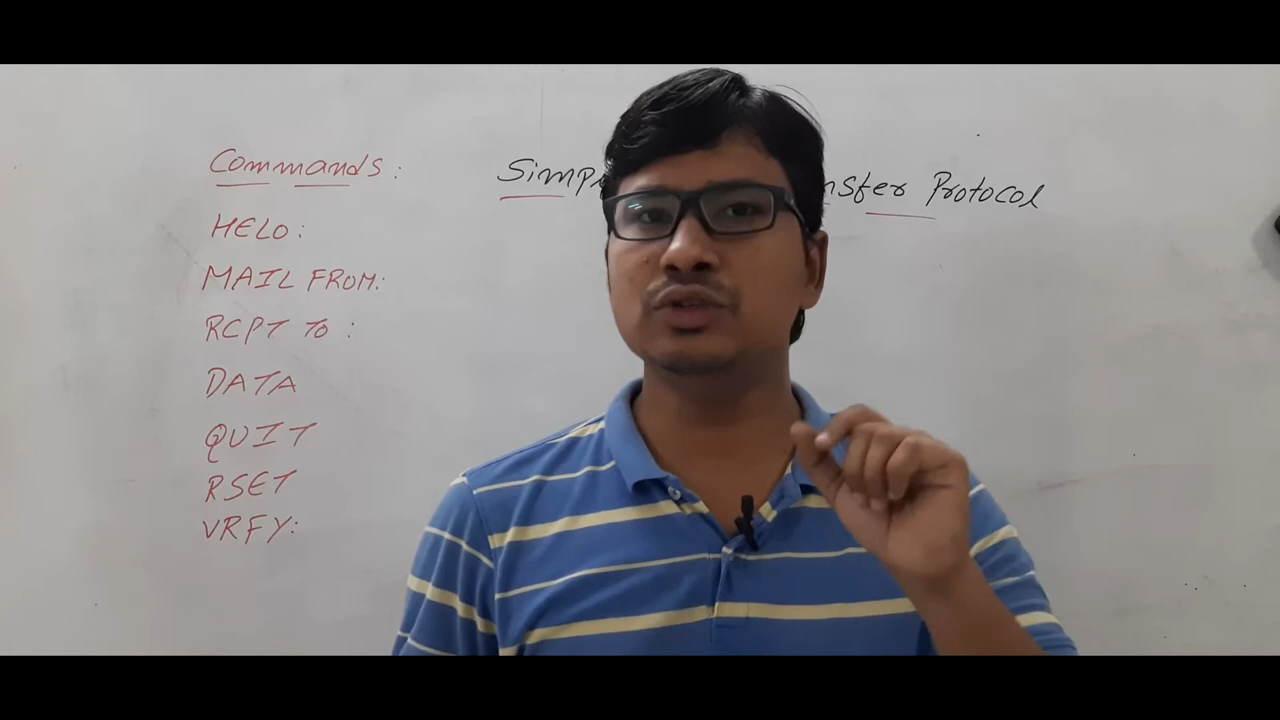 Commands:
Simp nsfer Protocol
HELO:
MAIL FROM:
RCPT TO:
DATA
QUIT
RSET
VRFY: